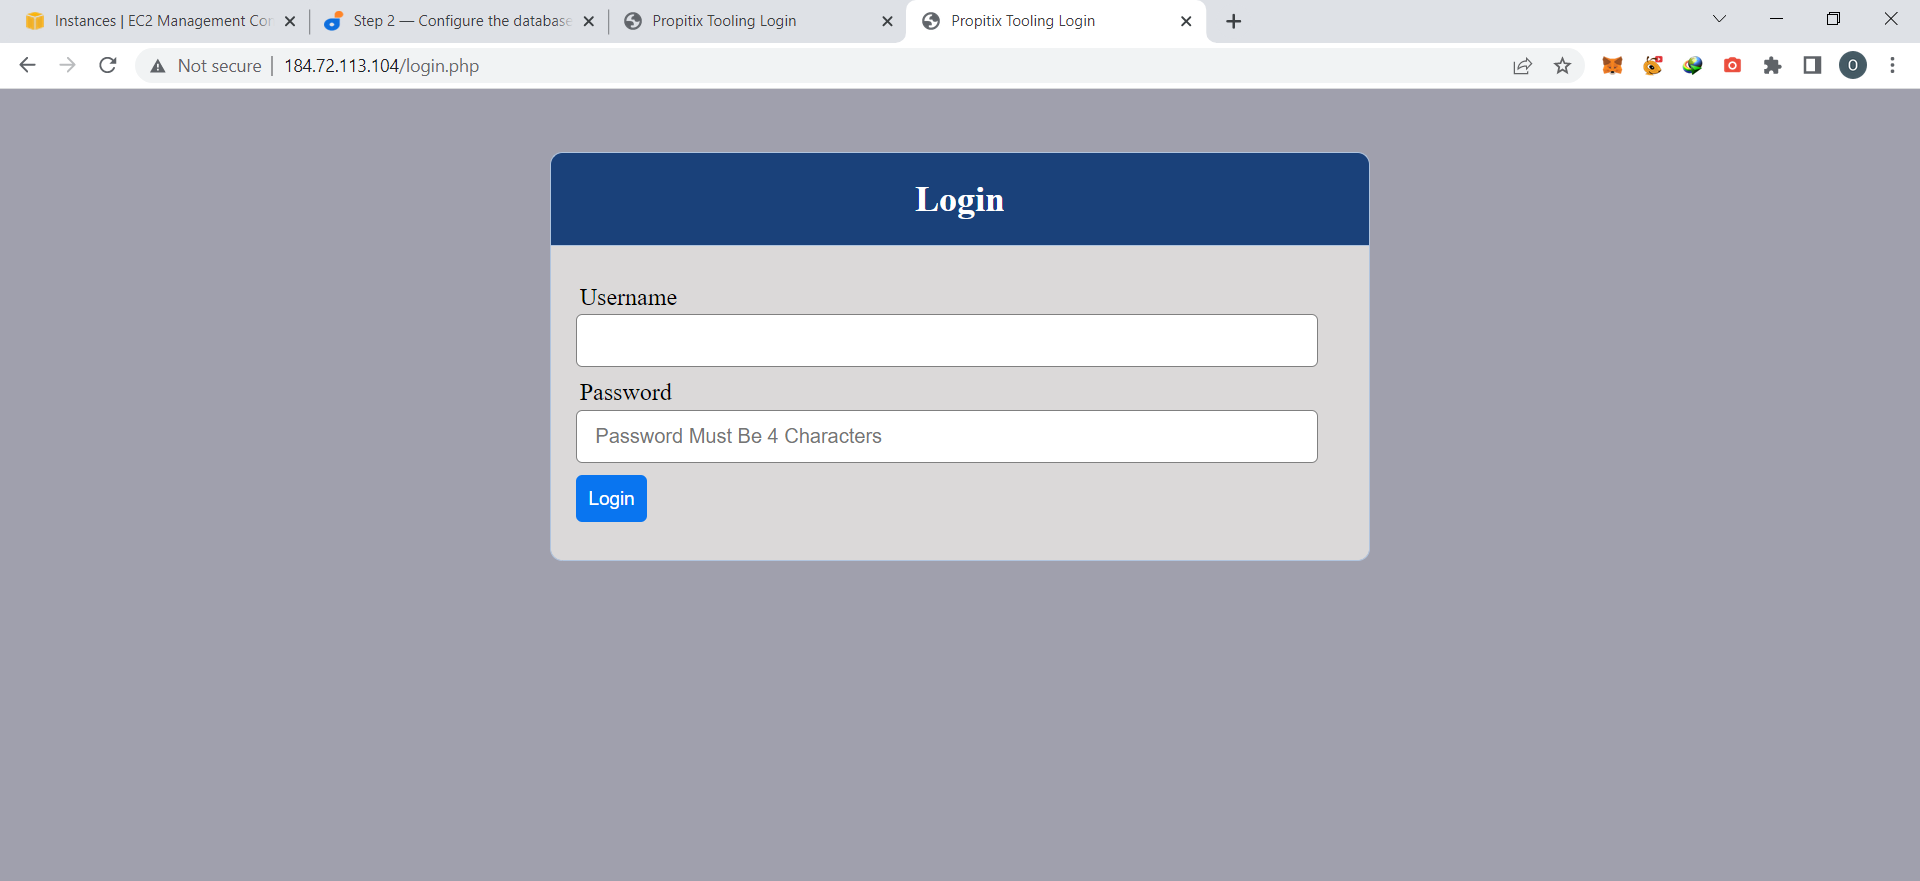 Instances | EC2 Management Con
Step 2 — Configure the database
Propitix Tooling Login
Propitix Tooling Login
Not secure
184.72.113.104/login.php
O
Login
Username
Password
Password Must Be 4 Characters
Login